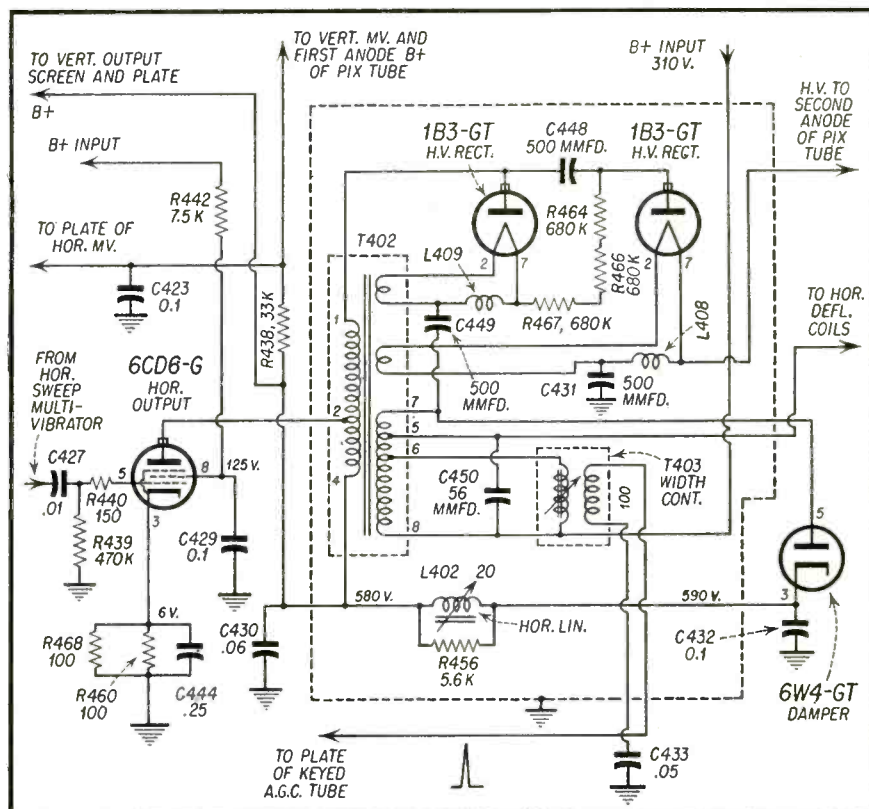 TO VERT. OUTPUT
SCREEN AND PLATE
B+
TO VERT. MV. AND
FIRST ANODE B+
OF PIX TUBE
B+ INPUT
310 V.
H.V. TO
SECOND
ANODE
OF PIX
TUBE
B+ INPUT
R442
7.5 K
TO PLATE OF
HOR. MV.
C423
0.1
R438, 33K
1B3-GT
H.V. RECT.
C448
500 MMFD.
1B3-GT
H.V. RECT.
R464
680 K
R466
680 K
2
7
2
7
T402
L409
R467, 680K
C449
500
MMFD.
L408
C431
500
MMFD.
TO HOR.
DEFL.
COILS
1
2
4
7
5
6
8
FROM
HOR.
SWEEP
MULTI-
VIBRATOR
6CD6-G
HOR.
OUTPUT
C427
.01
5
R440
150
R439
470K
8
125 V.
3
C429
0.1
C450
56
MMFD.
T403
WIDTH
CONT.
100
5
3
6 V.
R468
100
R460
100
C444
.25
C430
.06
580 V.
L402
20
HOR. LIN.
R456
5.6 K
590 V.
C432
0.1
6W4-GT
DAMPER
TO PLATE
OF KEYED
A.G.C. TUBE
C433
.05